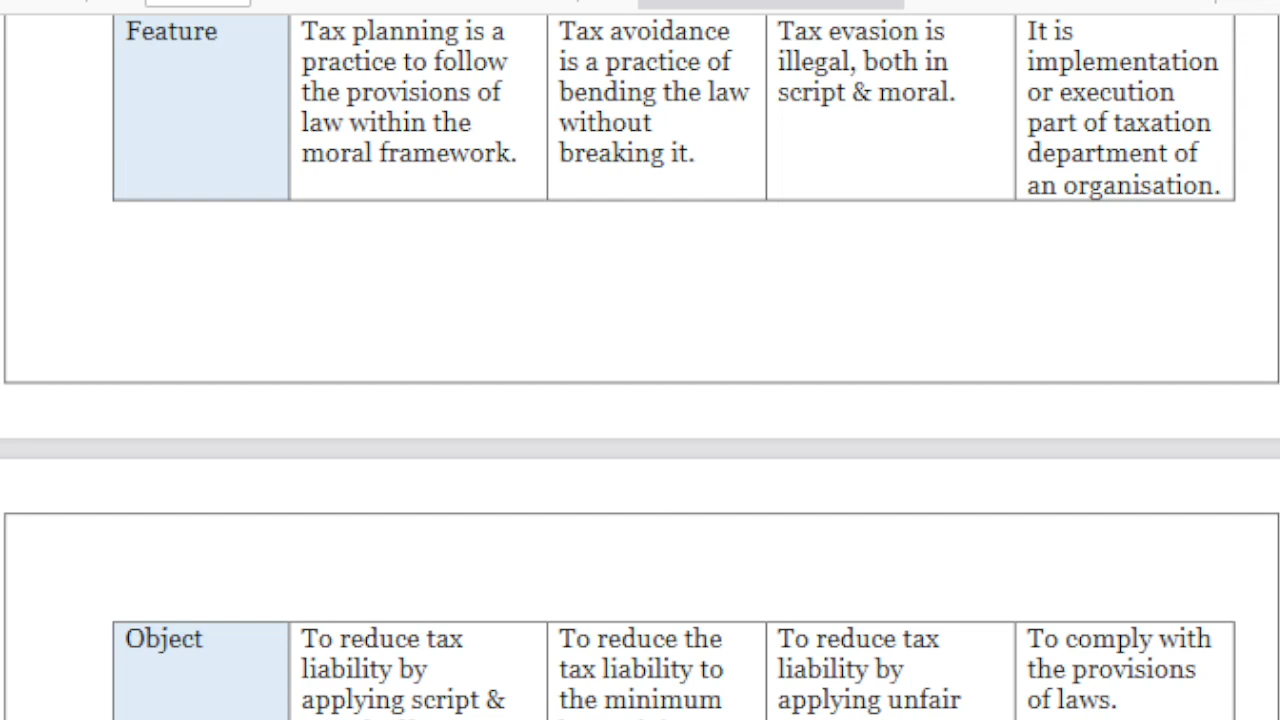 Feature
Tax planning is a
practice to follow
the provisions of
law within the
moral framework.
Tax avoidance
is a practice of
bending the law
without
breaking it.
Tax evasion is
illegal, both in
script & moral.
It is
implementation
or execution
part of taxation
department of
an organisation.
Object
To reduce tax
liability by
applying script &
To reduce the
tax liability to
the minimum
To reduce tax
liability by
applying unfair
To comply with
the provisions
of laws.